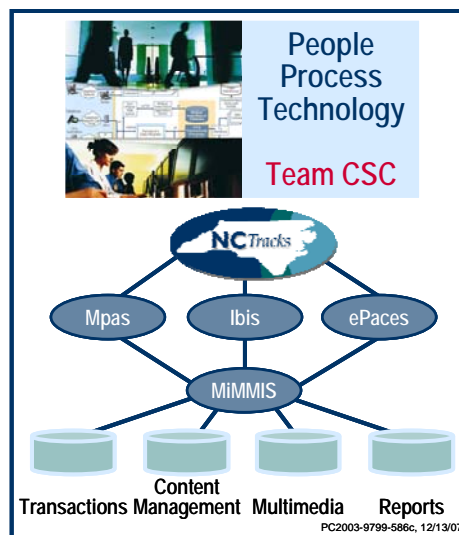 People
Process
Technology
Team CSC
NCTracks
Mpas
Ibis
ePaces
MiMMIS
Transactions
Content
Management
Multimedia
Reports
PC2003-9799-586c, 12/13/07